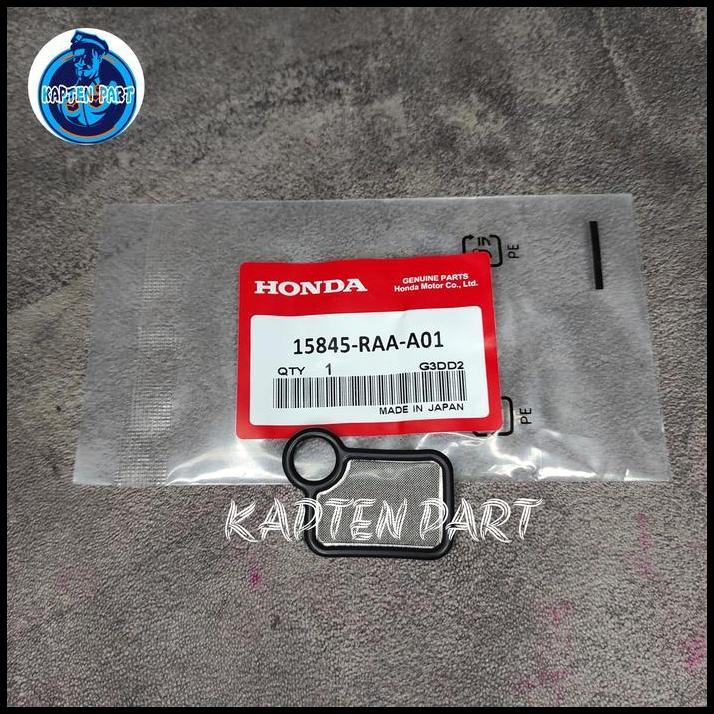 KAPTEN PART
PE
HONDA
GENUINE PARTS
Honda Motor Co., Ltd.
15845-RAA-A01
QTY 1 G3DD2
MADE IN JAPAN
PE
KAPTEN PART